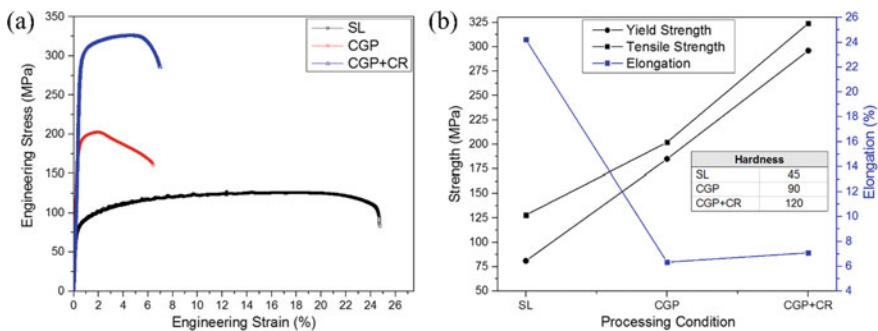 (a)
SL
CGP
CGP+CR
Engineering Stress (MPa)
350
300
250
200
150
100
50
0
0 2 4 6 8 10 12 14 16 18 20 22 24 26
Engineering Strain (%)
(b)
Yield Strength
Tensile Strength
Elongation
Strength (MPa)
325
300
275
250
225
200
175
150
125
100
75
50
Hardness
SL 45
CGP 90
CGP+CR 120
26
24
22
20
18
16
14
12
10
8
6
4
Elongation (%)
SL CGP CGP+CR
Processing Condition